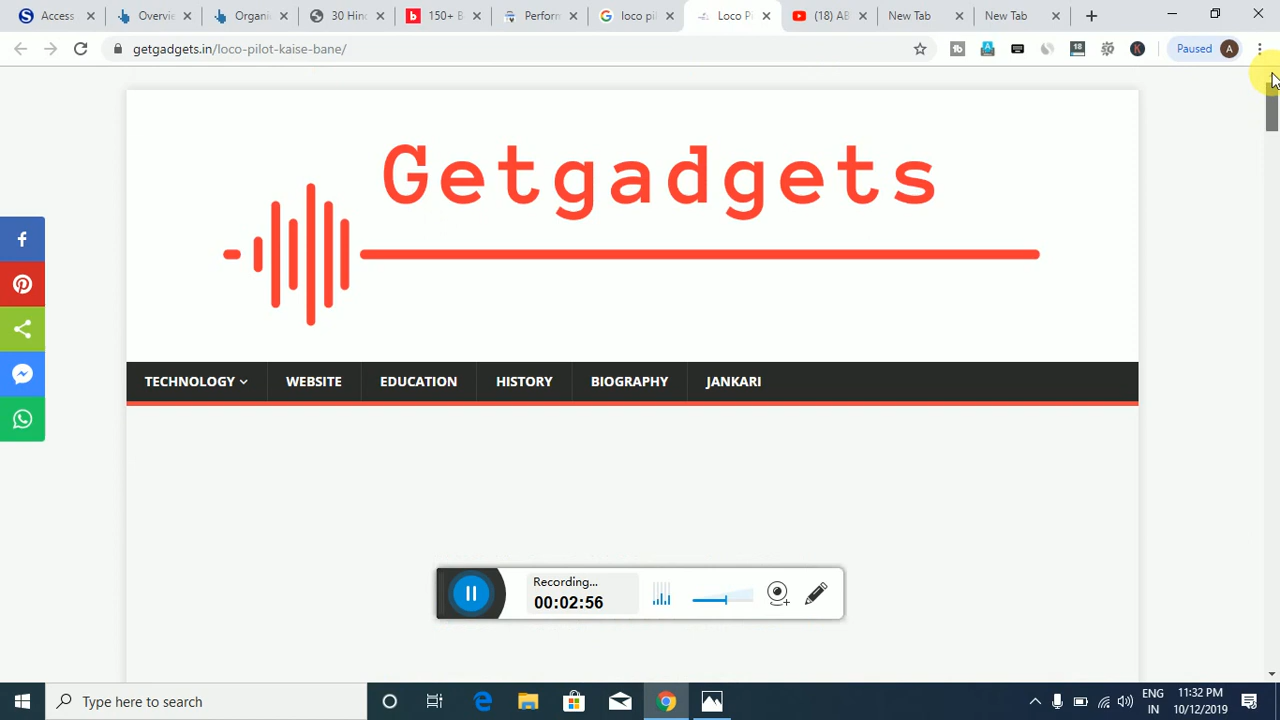 Access
Overvie
Organi
30 Hind
150+ B
Perform
loco pi
Loco Pi
New Tab
New Tab
getgadgets.in/loco-pilot-kaise-bane/
18
Paused
A
Getgadgets
TECHNOLOGY
WEBSITE
EDUCATION
HISTORY
BIOGRAPHY
JANKARI
Recording...
00:02:56
Type here to search
ENG
IN
11:32 PM
10/12/2019